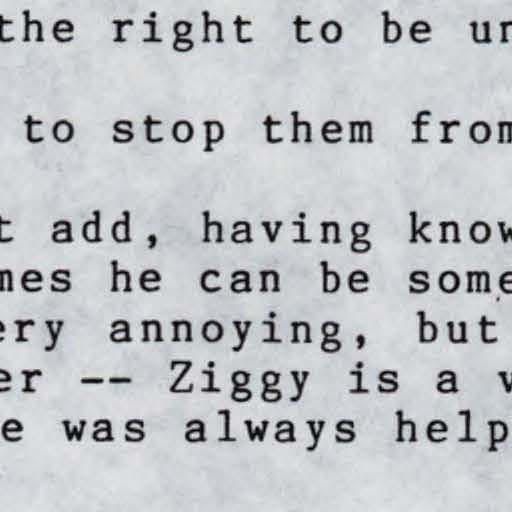 the right to be un
to stop them from
t add, having know
mes he can be some
ery annoying, but
er -- Ziggy is a v
e was always help